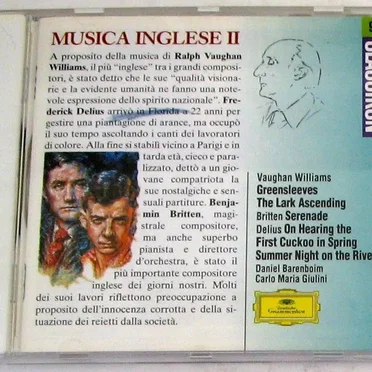 MUSICA INGLESE II
A proposito della musica di Ralph Vaughan
Williams, il più "inglese" tra i grandi composi-
tori, è stato detto che le sue "qualità visiona-
rie e la evidente umanità ne fanno una note-
vole espressione dello spirito nazionale". Fre-
derick Delius arrivò in Florida a 22 anni per
gestire una piantagione di arance, ma occupò
il suo tempo ascoltando i canti dei lavoratori
di colore. Alla fine si stabilì vicino a Parigi e in
tarda età, cieco e para-
lizzato, dettò a un gio-
vane compatriota la
sue nostalgiche e sen-
suali partiture. Benja-
min Britten, magi-
strale compositore,
ma anche superbo
pianista e direttore
d'orchestra, è stato il
più importante compositore
inglese dei giorni nostri. Molti
dei suoi lavori riflettono preoccupazione a
proposito dell'innocenza corrotta e della si-
tuazione dei reietti dalla società.
Vaughan Williams
Greensleeves
The Lark Ascending
Britten Serenade
Delius On Hearing the
First Cuckoo in Spring
Summer Night on the Rive
Daniel Barenboim
Carlo Maria Giulini
Deutsche
Grammophon